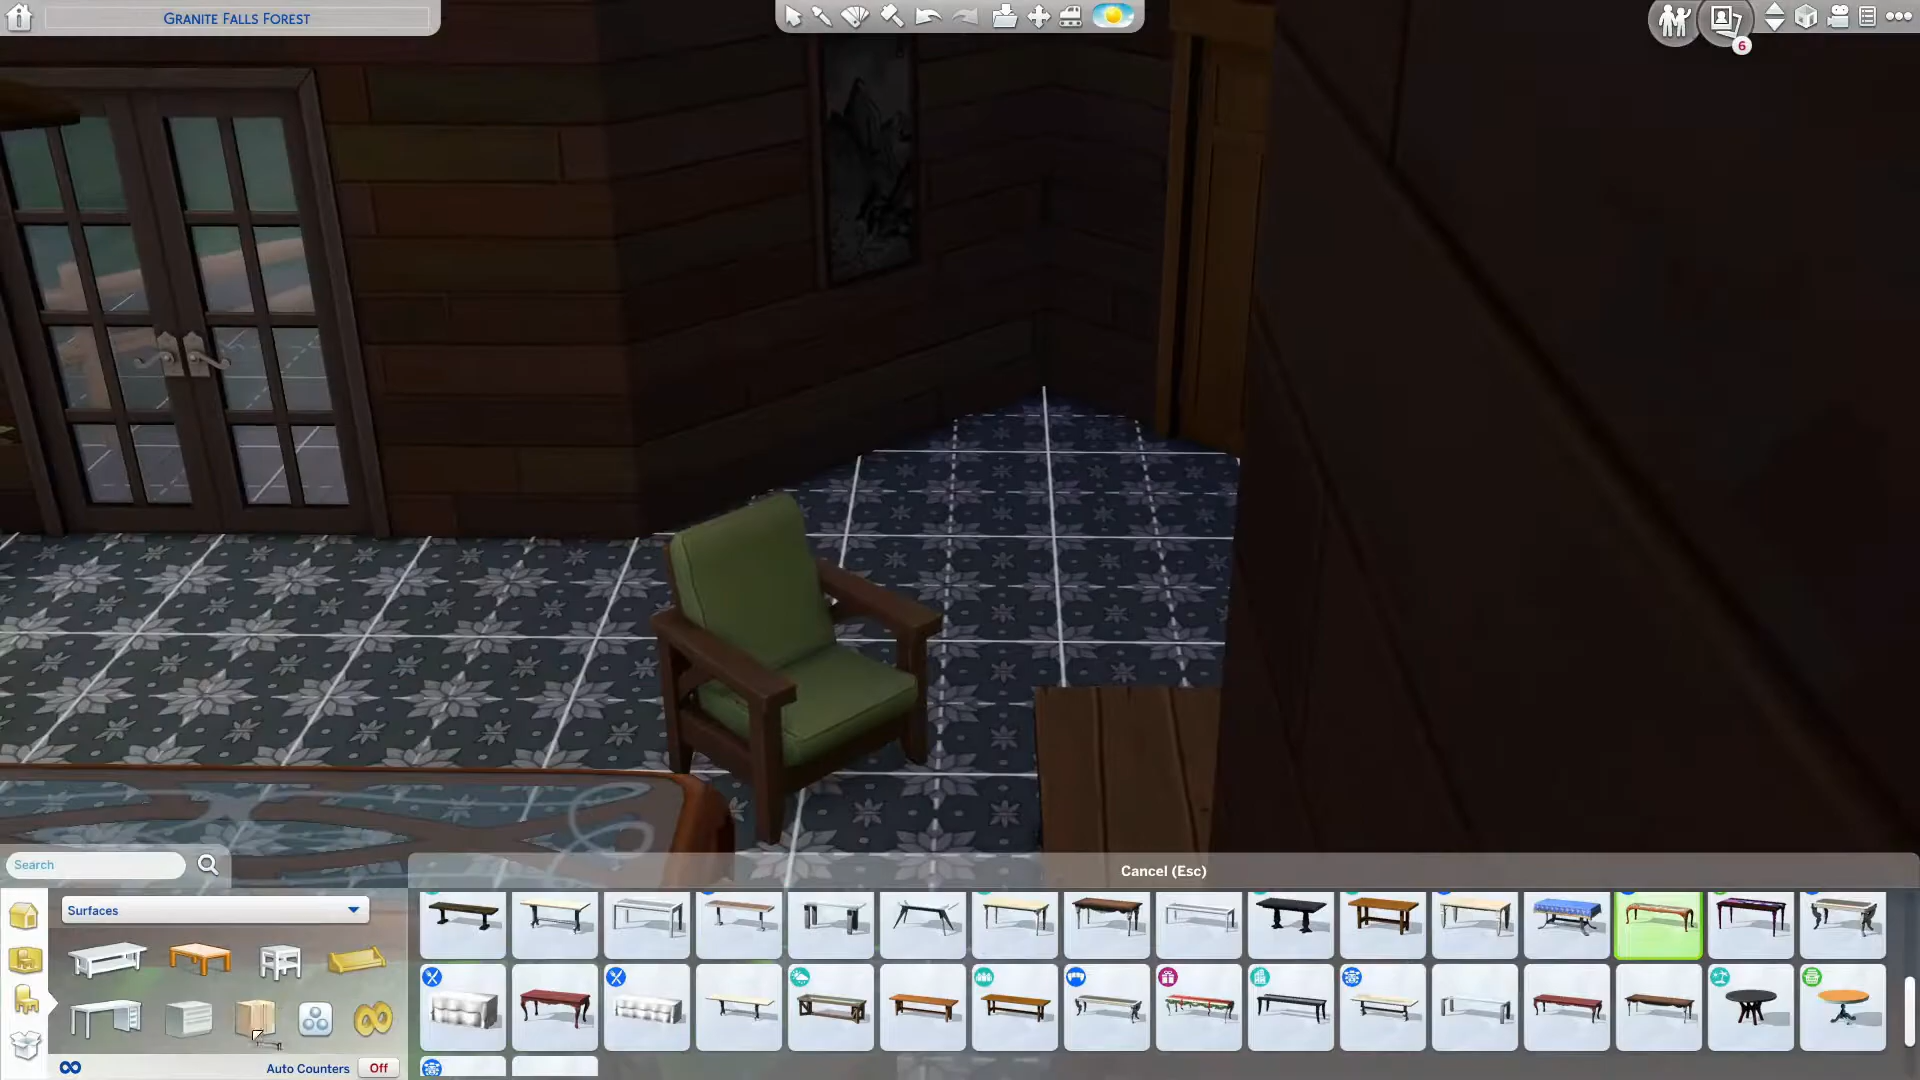 GRANITE FALLS FOREST
6
Cancel (Esc)
Search
Surfaces
Auto Counters
Off